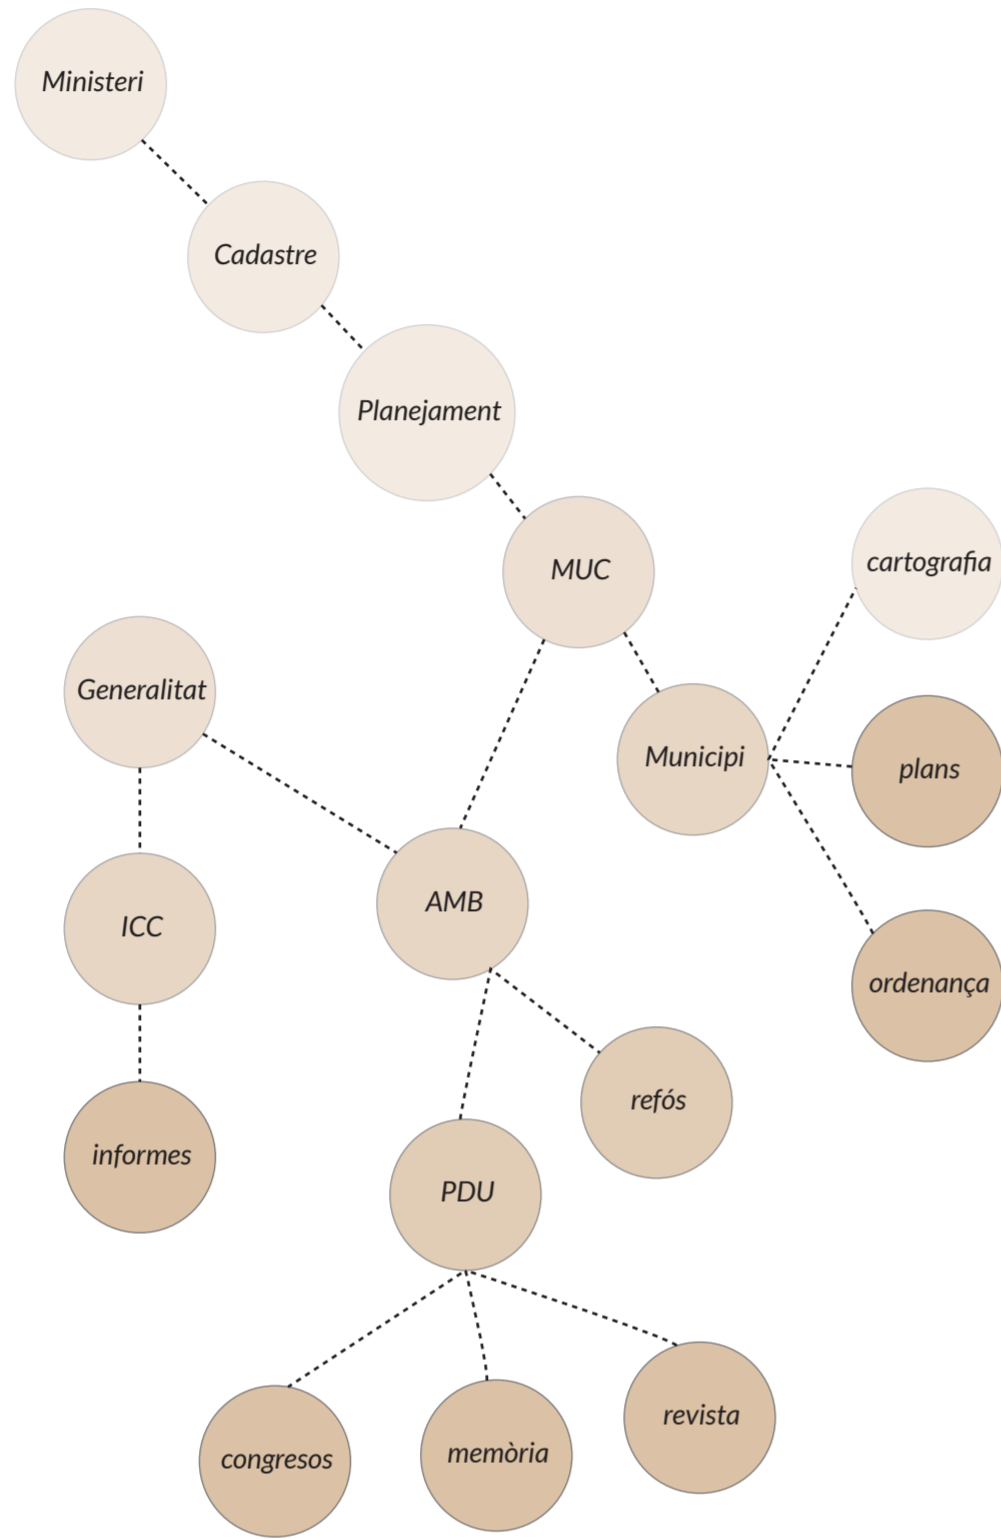 Ministeri
Cadastre
Planejament
MUC
cartografia
Generalitat
Municipi
plans
AMB
ICC
ordenança
refós
informes
PDU
revista
memòria
congresos